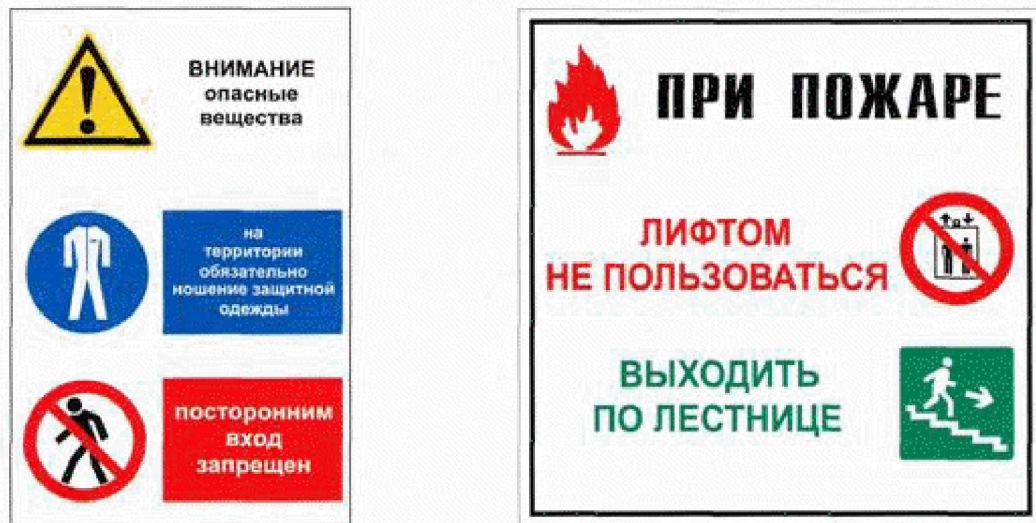 ВНИМАНИЕ
опасные
вещества
на
территории
обязательно
ношение защитной
одежды
посторонним
вход
запрещен
ПРИ ПОЖАРЕ
ЛИФТОМ
НЕ ПОЛЬЗОВАТЬСЯ
ВЫХОДИТЬ
ПО ЛЕСТНИЦЕ